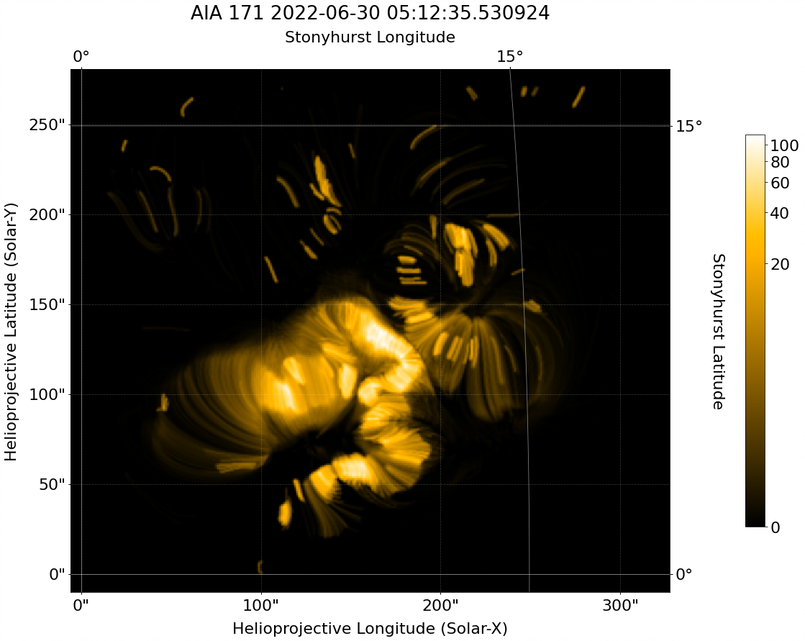 AIA 171 2022-06-30 05:12:35.530924
Stonyhurst Longitude
0° 15°
250"
200"
150"
100"
50"
0"
Helioprojective Latitude (Solar-Y)
0" 100" 200" 300"
Helioprojective Longitude (Solar-X)
15°
0°
Stonyhurst Latitude
100
80
60
40
20
0